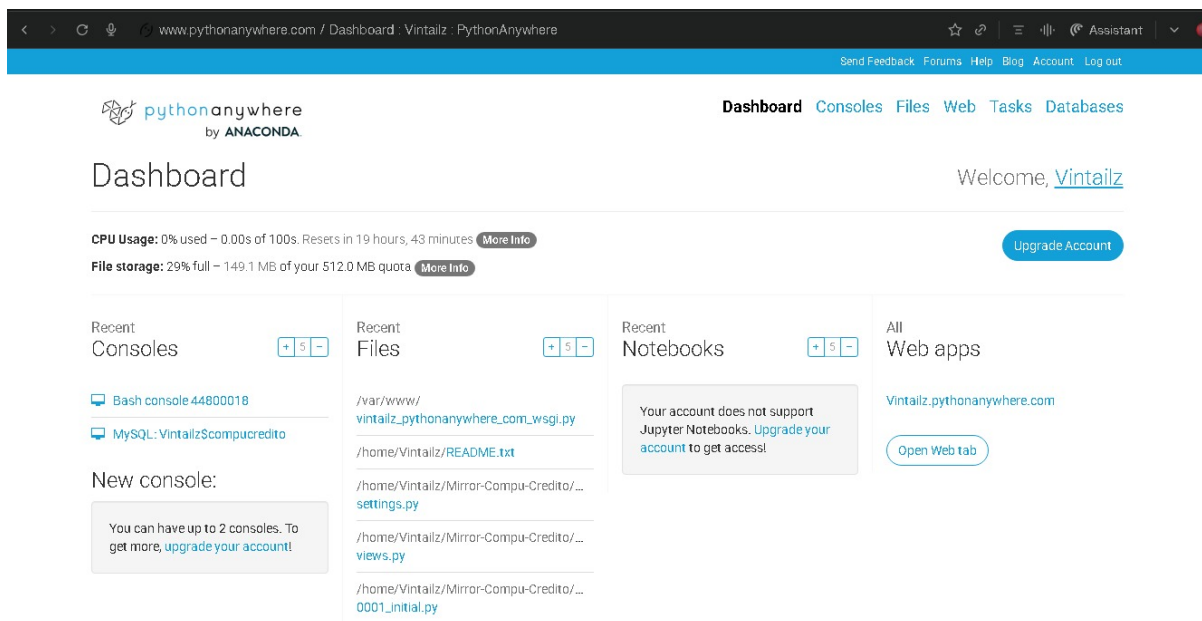 www.pythonanywhere.com / Dashboard : Vintailz : PythonAnywhere
Assistant
Send Feedback Forums Help Blog Account Log out
pythonanywhere
by ANACONDA.
Dashboard Consoles Files Web Tasks Databases
Dashboard
Welcome, Vintailz
CPU Usage: 0% used – 0.00s of 100s. Resets in 19 hours, 43 minutes More Info
File storage: 29% full – 149.1 MB of your 512.0 MB quota More Info
Upgrade Account
Recent
Consoles
+ 5 −
Bash console 44800018
MySQL: Vintailz$compucredito
New console:
You can have up to 2 consoles. To
get more, upgrade your account!
Recent
Files
+ 5 −
/var/www/
vintailz_pythonanywhere_com_wsgi.py
/home/Vintailz/README.txt
/home/Vintailz/Mirror-Compu-Credito/…
settings.py
/home/Vintailz/Mirror-Compu-Credito/…
views.py
/home/Vintailz/Mirror-Compu-Credito/…
0001_initial.py
Recent
Notebooks
+ 5 −
Your account does not support
Jupyter Notebooks. Upgrade your
account to get access!
All
Web apps
Vintailz.pythonanywhere.com
Open Web tab